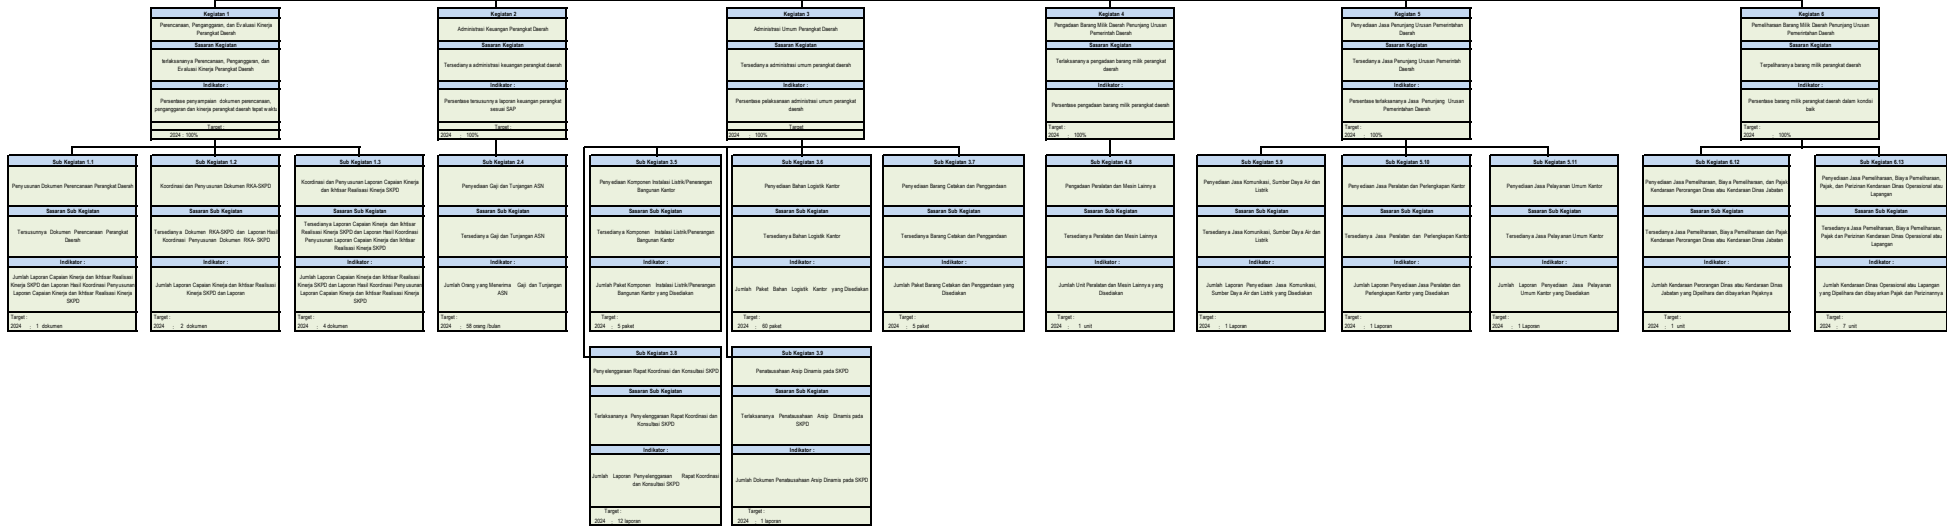 Kegiatan 1
Perencanaan, Penganggaran, dan Evaluasi Kinerja
Perangkat Daerah
Sasaran Kegiatan
terlaksananya Perencanaan, Penganggaran, dan
Evaluasi Kinerja Perangkat Daerah
Indikator :
Persentase penyampaian dokumen perencanaan,
penganggaran dan kinerja perangkat daerah tepat waktu
Target :
2024 : 100%
Kegiatan 2
Administrasi Keuangan Perangkat Daerah
Sasaran Kegiatan
Tersedianya administrasi keuangan perangkat daerah
Indikator :
Persentase tersusunnya laporan keuangan perangkat
sesuai SAP
Target :
2024 : 100%
Kegiatan 3
Administrasi Umum Perangkat Daerah
Sasaran Kegiatan
Tersedianya administrasi umum perangkat daerah
Indikator :
Persentase pelaksanaan administrasi umum perangkat
daerah
Target
2024 : 100%
Kegiatan 4
Pengadaan Barang Milik Daerah Penunjang Urusan
Pemerintah Daerah
Sasaran Kegiatan
Terlaksananya pengadaan barang milik perangkat
daerah
Indikator :
Persentase pengadaan barang milik perangkat daerah
Target :
2024 : 100%
Kegiatan 5
Penyediaan Jasa Penunjang Urusan Pemerintahan
Daerah
Sasaran Kegiatan
Tersedianya Jasa Penunjang Urusan Pemerintah
Daerah
Indikator :
Persentase terlaksananya Jasa Penunjang Urusan
Pemerintahan Daerah
Target :
2024 : 100%
Kegiatan 6
Pemeliharaan Barang Milik Daerah Penunjang Urusan
Pemerintahan Daerah
Sasaran Kegiatan
Terpeliharanya barang milik perangkat daerah
Indikator :
Persentase barang milik perangkat daerah dalam kondisi
baik
Target :
2024 : 100%
Sub Kegiatan 1.1
Penyusunan Dokumen Perencanaan Perangkat Daerah
Sasaran Sub Kegiatan
Tersusunnya Dokumen Perencanaan Perangkat
Daerah
Indikator :
Jumlah Laporan Capaian Kinerja dan Ikhtisar Realisasi
Kinerja SKPD dan Laporan Hasil Koordinasi Penyusunan
Laporan Capaian Kinerja dan Ikhtisar Realisasi Kinerja
SKPD
Target :
2024 : 1 dokumen
Sub Kegiatan 1.2
Koordinasi dan Penyusunan Dokumen RKA-SKPD
Sasaran Sub Kegiatan
Tersedianya Dokumen RKA-SKPD dan Laporan Hasil
Koordinasi Penyusunan Dokumen RKA- SKPD
Indikator :
Jumlah Laporan Capaian Kinerja dan Ikhtisar Realisasi
Kinerja SKPD dan Laporan
Target :
2024 : 2 dokumen
Sub Kegiatan 1.3
Koordinasi dan Penyusunan Laporan Capaian Kinerja
dan Ikhtisar Realisasi Kinerja SKPD
Sasaran Sub Kegiatan
Tersedianya Laporan Capaian Kinerja dan Ikhtisar
Realisasi Kinerja SKPD dan Laporan Hasil Koordinasi
Penyusunan Laporan Capaian Kinerja dan Ikhtisar
Realisasi Kinerja SKPD
Indikator :
Jumlah Laporan Capaian Kinerja dan Ikhtisar Realisasi
Kinerja SKPD dan Laporan Hasil Koordinasi Penyusunan
Laporan Capaian Kinerja dan Ikhtisar Realisasi Kinerja
SKPD
Target :
2024 : 4 dokumen
Sub Kegiatan 2.4
Penyediaan Gaji dan Tunjangan ASN
Sasaran Sub Kegiatan
Tersedianya Gaji dan Tunjangan ASN
Indikator :
Jumlah Orang yang Menerima Gaji dan Tunjangan
ASN
Target :
2024 : 58 orang /bulan
Sub Kegiatan 3.5
Penyediaan Komponen Instalasi Listrik/Penerangan
Bangunan Kantor
Sasaran Sub Kegiatan
Tersedianya Komponen Instalasi Listrik/Penerangan
Bangunan Kantor
Indikator :
Jumlah Paket Komponen Instalasi Listrik/Penerangan
Bangunan Kantor yang Disediakan
Target :
2024 : 5 paket
Sub Kegiatan 3.6
Penyediaan Bahan Logistik Kantor
Sasaran Sub Kegiatan
Tersedianya Bahan Logistik Kantor
Indikator :
Jumlah Paket Bahan Logistik Kantor yang Disediakan
Target :
2024 : 60 paket
Sub Kegiatan 3.7
Penyediaan Barang Cetakan dan Penggandaan
Sasaran Sub Kegiatan
Tersedianya Barang Cetakan dan Penggandaan
Indikator :
Jumlah Paket Barang Cetakan dan Penggandaan yang
Disediakan
Target :
2024 : 5 paket
Sub Kegiatan 4.8
Pengadaan Peralatan dan Mesin Lainnya
Sasaran Sub Kegiatan
Tersedianya Peralatan dan Mesin Lainnya
Indikator :
Jumlah Unit Peralatan dan Mesin Lainnya yang
Disediakan
Target :
2024 : 1 unit
Sub Kegiatan 5.9
Penyediaan Jasa Komunikasi, Sumber Daya Air dan
Listrik
Sasaran Sub Kegiatan
Tersedianya Jasa Komunikasi, Sumber Daya Air dan
Listrik
Indikator :
Jumlah Laporan Penyediaan Jasa Komunikasi,
Sumber Daya Air dan Listrik yang Disediakan
Target :
2024 : 1 Laporan
Sub Kegiatan 5.10
Penyediaan Jasa Peralatan dan Perlengkapan Kantor
Sasaran Sub Kegiatan
Tersedianya Jasa Peralatan dan Perlengkapan Kantor
Indikator :
Jumlah Laporan Penyediaan Jasa Peralatan dan
Perlengkapan Kantor yang Disediakan
Target :
2024 : 1 Laporan
Sub Kegiatan 5.11
Penyediaan Jasa Pelayanan Umum Kantor
Sasaran Sub Kegiatan
Tersedianya Jasa Pelayanan Umum Kantor
Indikator :
Jumlah Laporan Penyediaan Jasa Pelayanan
Umum Kantor yang Disediakan
Target :
2024 : 1 Laporan
Sub Kegiatan 6.12
Penyediaan Jasa Pemeliharaan, Biaya Pemeliharaan, dan Pajak
Kendaraan Perorangan Dinas atau Kendaraan Dinas Jabatan
Sasaran Sub Kegiatan
Tersedianya Jasa Pemeliharaan, Biaya Pemeliharaan dan Pajak
Kendaraan Perorangan Dinas atau Kendaraan Dinas Jabatan
Indikator :
Jumlah Kendaraan Perorangan Dinas atau Kendaraan Dinas
Jabatan yang Dipelihara dan dibayarkan Pajaknya
Target :
2024 : 1 unit
Sub Kegiatan 6.13
Penyediaan Jasa Pemeliharaan, Biaya Pemeliharaan,
Pajak, dan Perizinan Kendaraan Dinas Operasional atau
Lapangan
Sasaran Sub Kegiatan
Tersedianya Jasa Pemeliharaan, Biaya Pemeliharaan,
Pajak dan Perizinan Kendaraan Dinas Operasional atau
Lapangan
Indikator :
Jumlah Kendaraan Dinas Operasional atau Lapangan
yang Dipelihara dan dibayarkan Pajak dan Perizinannya
Target :
2024 : 7 unit
Sub Kegiatan 3.8
Penyelenggaraan Rapat Koordinasi dan Konsultasi SKPD
Sasaran Sub Kegiatan
Terlaksananya Penyelenggaraan Rapat Koordinasi dan
Konsultasi SKPD
Indikator :
Jumlah Laporan Penyelenggaraan Rapat Koordinasi
dan Konsultasi SKPD
Target :
2024 : 12 laporan
Sub Kegiatan 3.9
Penatausahaan Arsip Dinamis pada SKPD
Sasaran Sub Kegiatan
Terlaksananya Penatausahaan Arsip Dinamis pada
SKPD
Indikator :
Jumlah Dokumen Penatausahaan Arsip Dinamis pada SKPD
Target :
2024 : 1 laporan